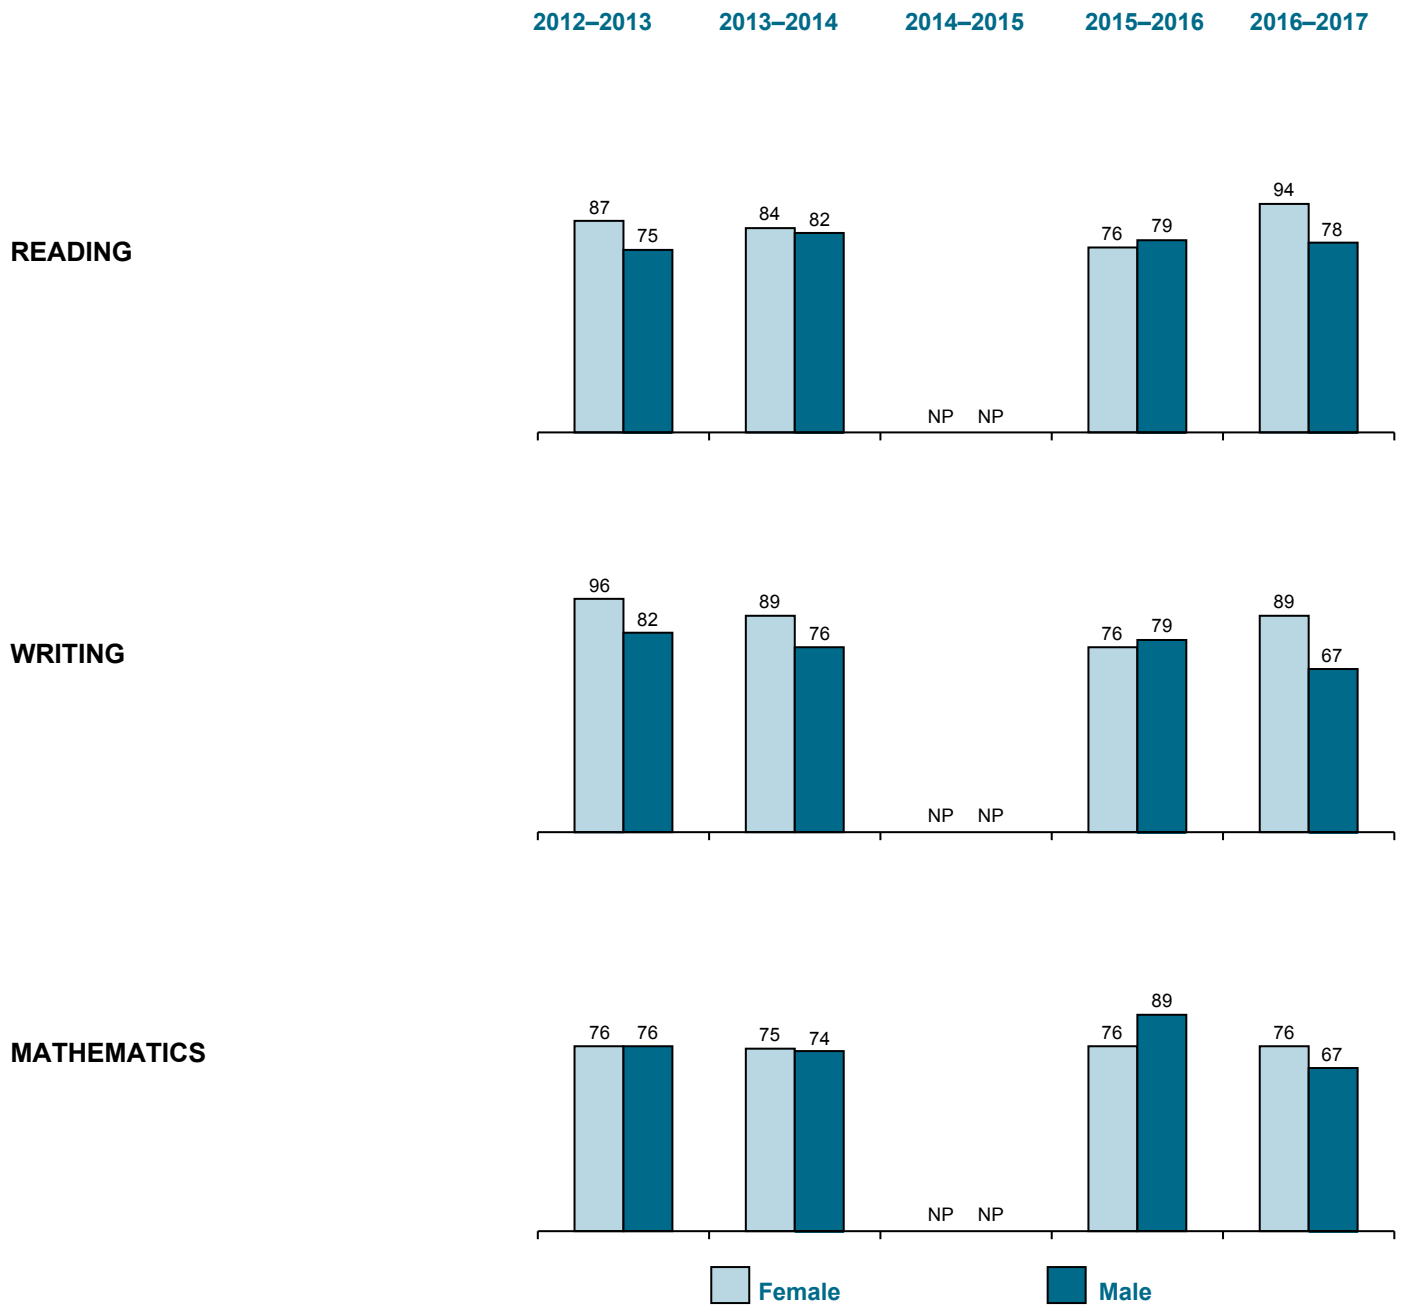 2012–2013 2013–2014 2014–2015 2015–2016 2016–2017
READING
87 75 84 82 NP NP 76 79 94 78
WRITING
96 82 89 76 NP NP 76 79 89 67
MATHEMATICS
76 76 75 74 NP NP 76 89 76 67
Female Male